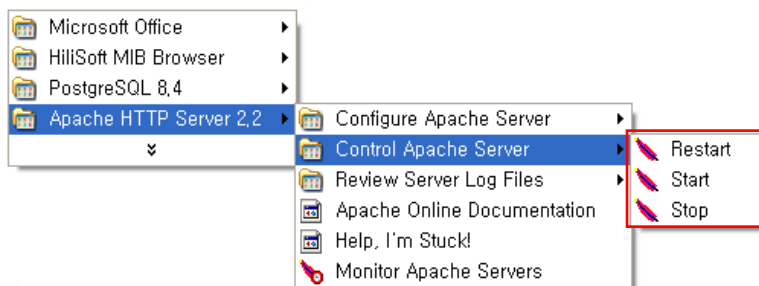 Microsoft Office
HiliSoft MIB Browser
PostgreSQL 8,4
Apache HTTP Server 2,2
Configure Apache Server
Control Apache Server
Review Server Log Files
Apache Online Documentation
Help, I'm Stuck!
Monitor Apache Servers
Restart
Start
Stop